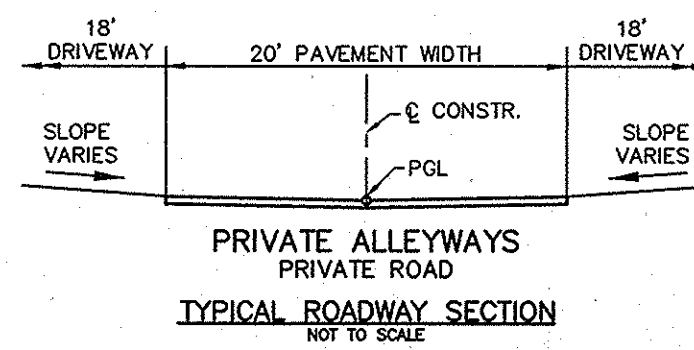 18'
DRIVEWAY
20' PAVEMENT WIDTH
18'
DRIVEWAY
℄ CONSTR.
SLOPE
VARIES
SLOPE
VARIES
PGL
PRIVATE ALLEYWAYS
PRIVATE ROAD
TYPICAL ROADWAY SECTION
NOT TO SCALE